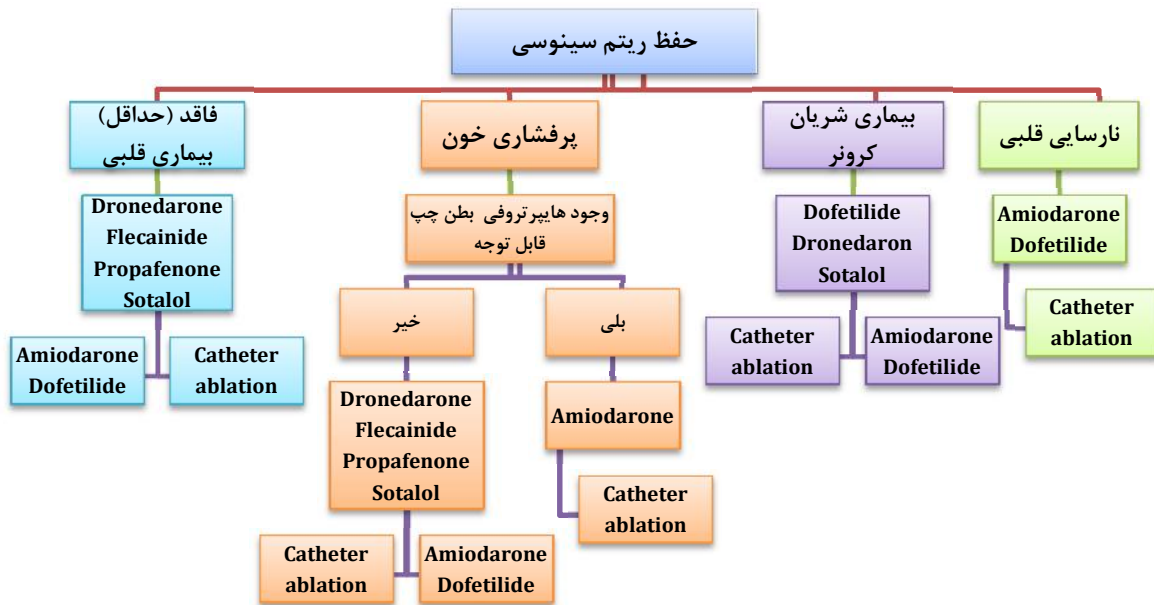 حفظ ریتم سینوسی
فاقد (حداقل)
بیماری قلبی
پرفشاری خون
بیماری شریان
کرونر
نارسایی قلبی
Dronedarone
Flecainide
Propafenone
Sotalol
وجود هایپرتروفی بطن چپ
قابل توجه
Dofetilide
Dronedaron
Sotalol
Amiodarone
Dofetilide
Amiodarone
Dofetilide
Catheter
ablation
خیر
بلی
Catheter
ablation
Amiodarone
Dofetilide
Catheter
ablation
Dronedarone
Flecainide
Propafenone
Sotalol
Amiodarone
Catheter
ablation
Catheter
ablation
Amiodarone
Dofetilide